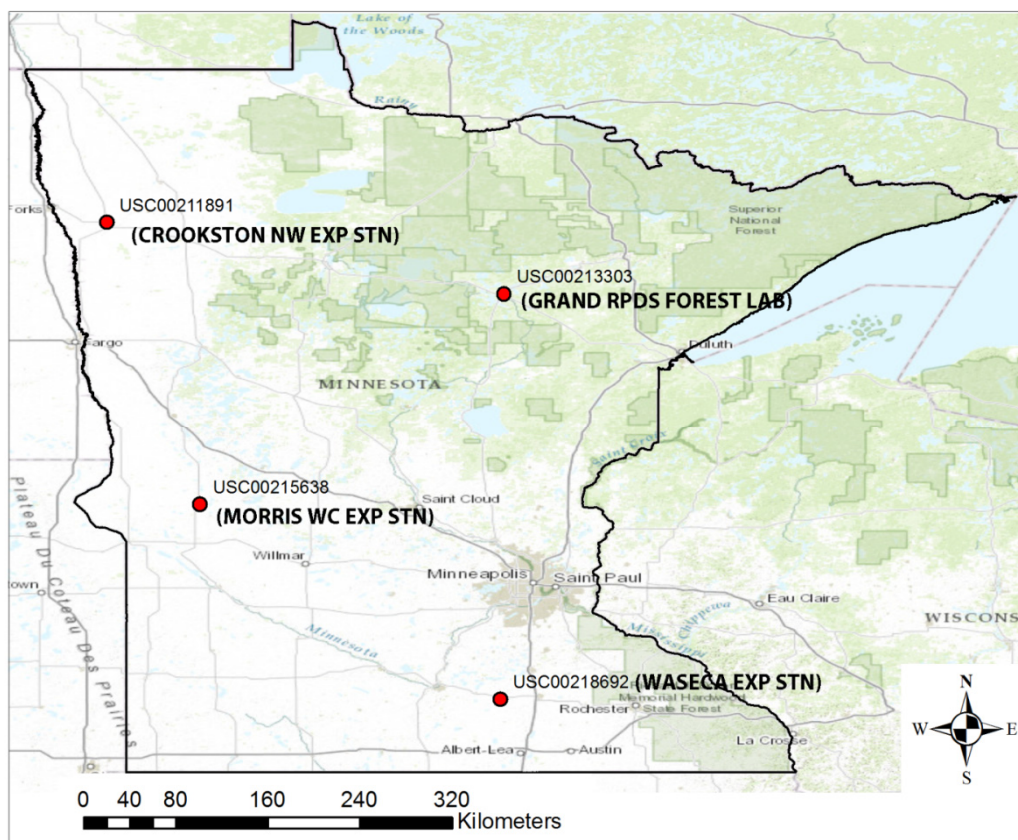 Lake of
the Woods
Rainy
USC00211891
Forks
(CROOKSTON NW EXP STN)
Superior
National
Forest
USC00213303
(GRAND RPDS FOREST LAB)
Fargo
Duluth
MINNESOTA
Saint Croix
USC00215638
(MORRIS WC EXP STN)
Saint Cloud
Willmar
Minneapolis
Saint Paul
town
Plateau Du Coteau Des Prairies
Eau Claire
Chippewa
WISCONS
Mississippi
Minnesota
USC00218692 (WASECA EXP STN)
Memorial Hardwood
State Forest
Rochester
Albert-Lea
Austin
La Crosse
N
W E
S
0 40 80 160 240 320
Kilometers